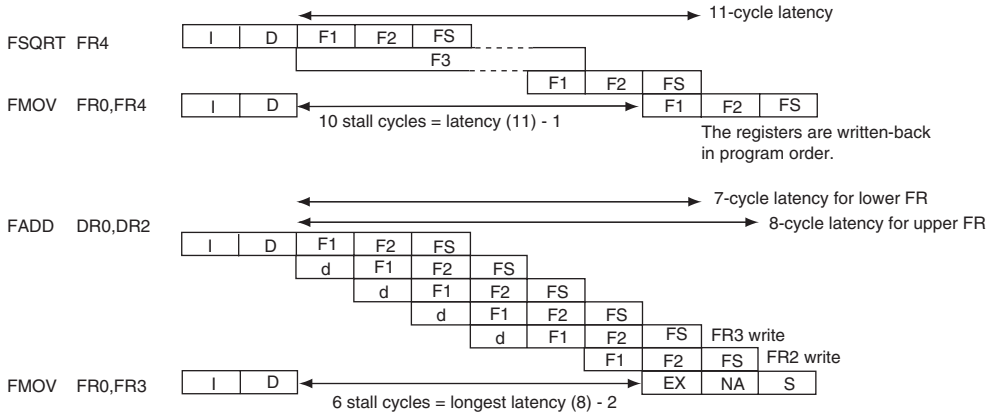 11-cycle latency
FSQRT FR4 I D F1 F2 FS
F3
F1 F2 FS
FMOV FR0,FR4 I D F1 F2 FS
10 stall cycles = latency (11) - 1
The registers are written-back
in program order.
7-cycle latency for lower FR
8-cycle latency for upper FR
FADD DR0,DR2
I D F1 F2 FS
d F1 F2 FS
d F1 F2 FS
d F1 F2 FS
d F1 F2 FS FR3 write
F1 F2 FS FR2 write
FMOV FR0,FR3 I D EX NA S
6 stall cycles = longest latency (8) - 2